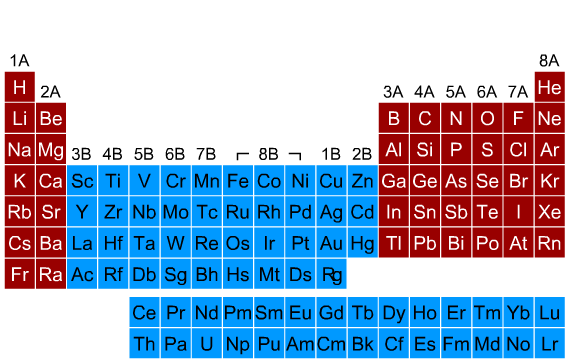 1A 8A
H He
2A 3A 4A 5A 6A 7A
Li Be B C N O F Ne
Na Mg 3B 4B 5B 6B 7B 8B 1B 2B Al Si P S Cl Ar
K Ca Sc Ti V Cr Mn Fe Co Ni Cu Zn Ga Ge As Se Br Kr
Rb Sr Y Zr Nb Mo Tc Ru Rh Pd Ag Cd In Sn Sb Te I Xe
Cs Ba La Hf Ta W Re Os Ir Pt Au Hg Tl Pb Bi Po At Rn
Fr Ra Ac Rf Db Sg Bh Hs Mt Ds Rg
Ce Pr Nd Pm Sm Eu Gd Tb Dy Ho Er Tm Yb Lu
Th Pa U Np Pu Am Cm Bk Cf Es Fm Md No Lr